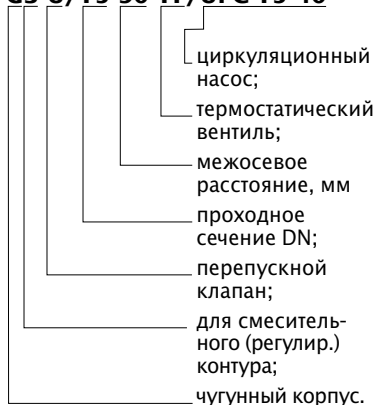 циркуляционный
насос;
термостатический
вентиль;
межосевое
расстояние, мм
проходное
сечение DN;
перепускной
клапан;
для смеситель-
ного (регулир.)
контура;
чугунный корпус.